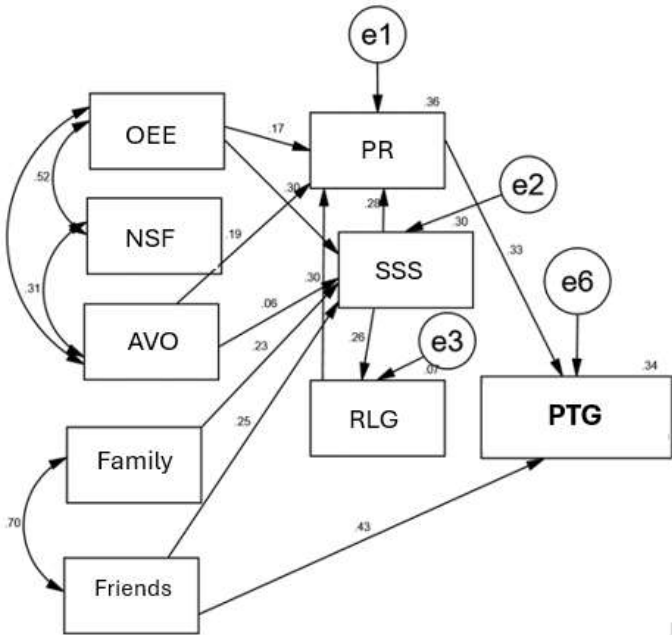 e1
.36
OEE
.17
PR
.52
.30
.28
e2
.30
NSF
.19
SSS
.33
.31
.30
e6
AVO
.06
.26
e3
.23
.07
.34
RLG
PTG
.25
Family
.70
.43
Friends